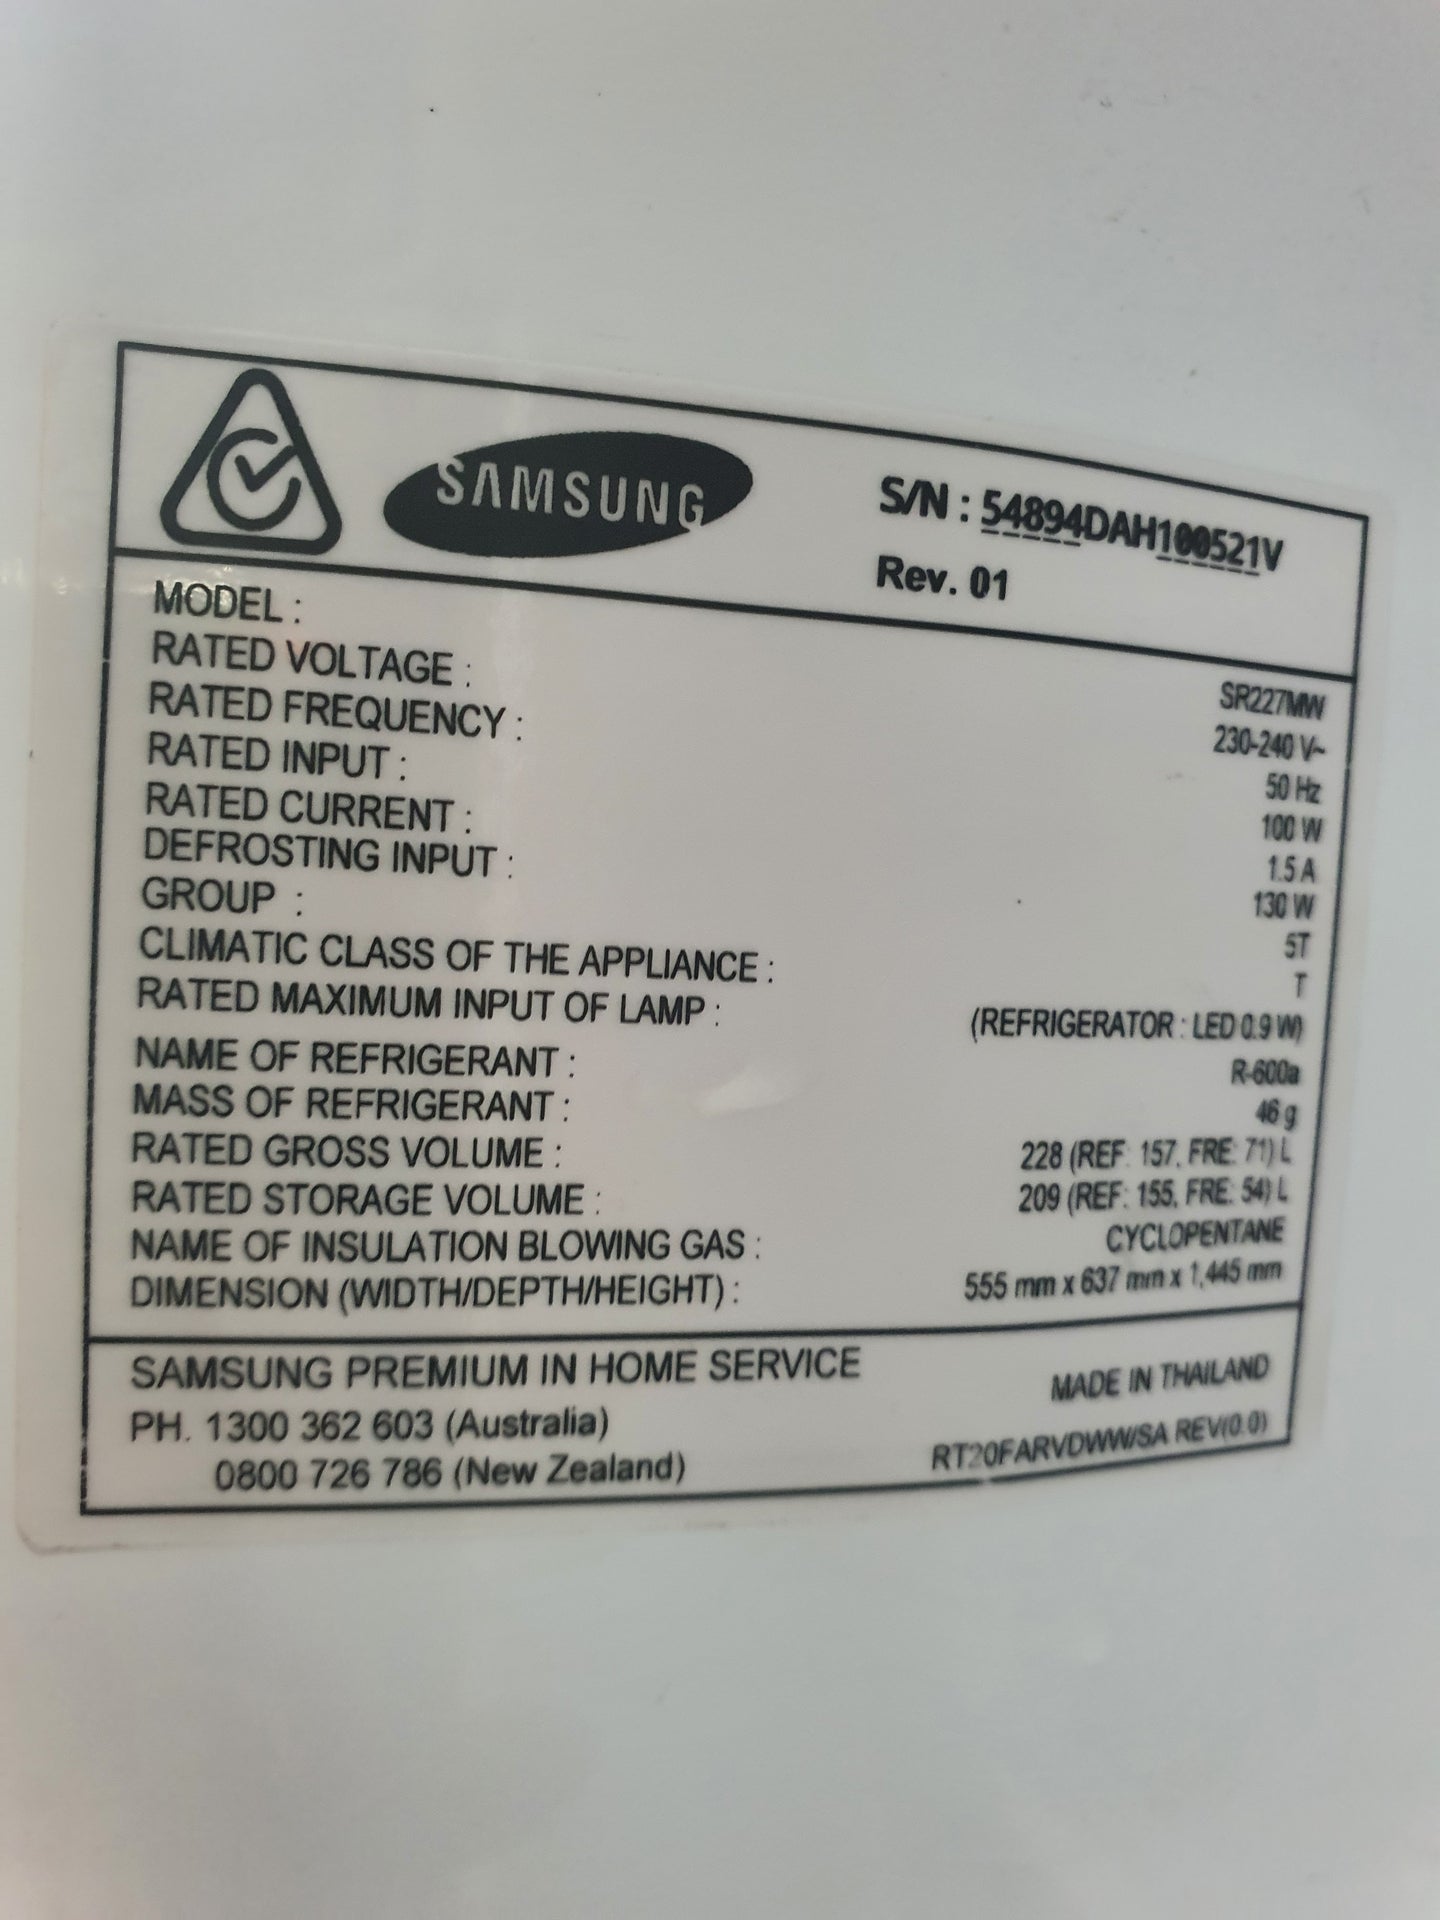 SAMSUNG
S/N : 54894DAH100521V
Rev. 01
MODEL : SR227MW
RATED VOLTAGE : 230-240 V~
RATED FREQUENCY : 50 Hz
RATED INPUT : 100 W
RATED CURRENT : 1.5 A
DEFROSTING INPUT : 130 W
GROUP : 5T
CLIMATIC CLASS OF THE APPLIANCE : T
RATED MAXIMUM INPUT OF LAMP : (REFRIGERATOR : LED 0.9 W)
NAME OF REFRIGERANT : R-600a
MASS OF REFRIGERANT : 46 g
RATED GROSS VOLUME : 228 (REF: 157, FRE: 71) L
RATED STORAGE VOLUME : 209 (REF: 155, FRE: 54) L
NAME OF INSULATION BLOWING GAS : CYCLOPENTANE
DIMENSION (WIDTH/DEPTH/HEIGHT) : 555 mm x 637 mm x 1,445 mm
SAMSUNG PREMIUM IN HOME SERVICE
PH. 1300 362 603 (Australia)
0800 726 786 (New Zealand)
MADE IN THAILAND
RT20FARVDWW/SA REV(0.0)